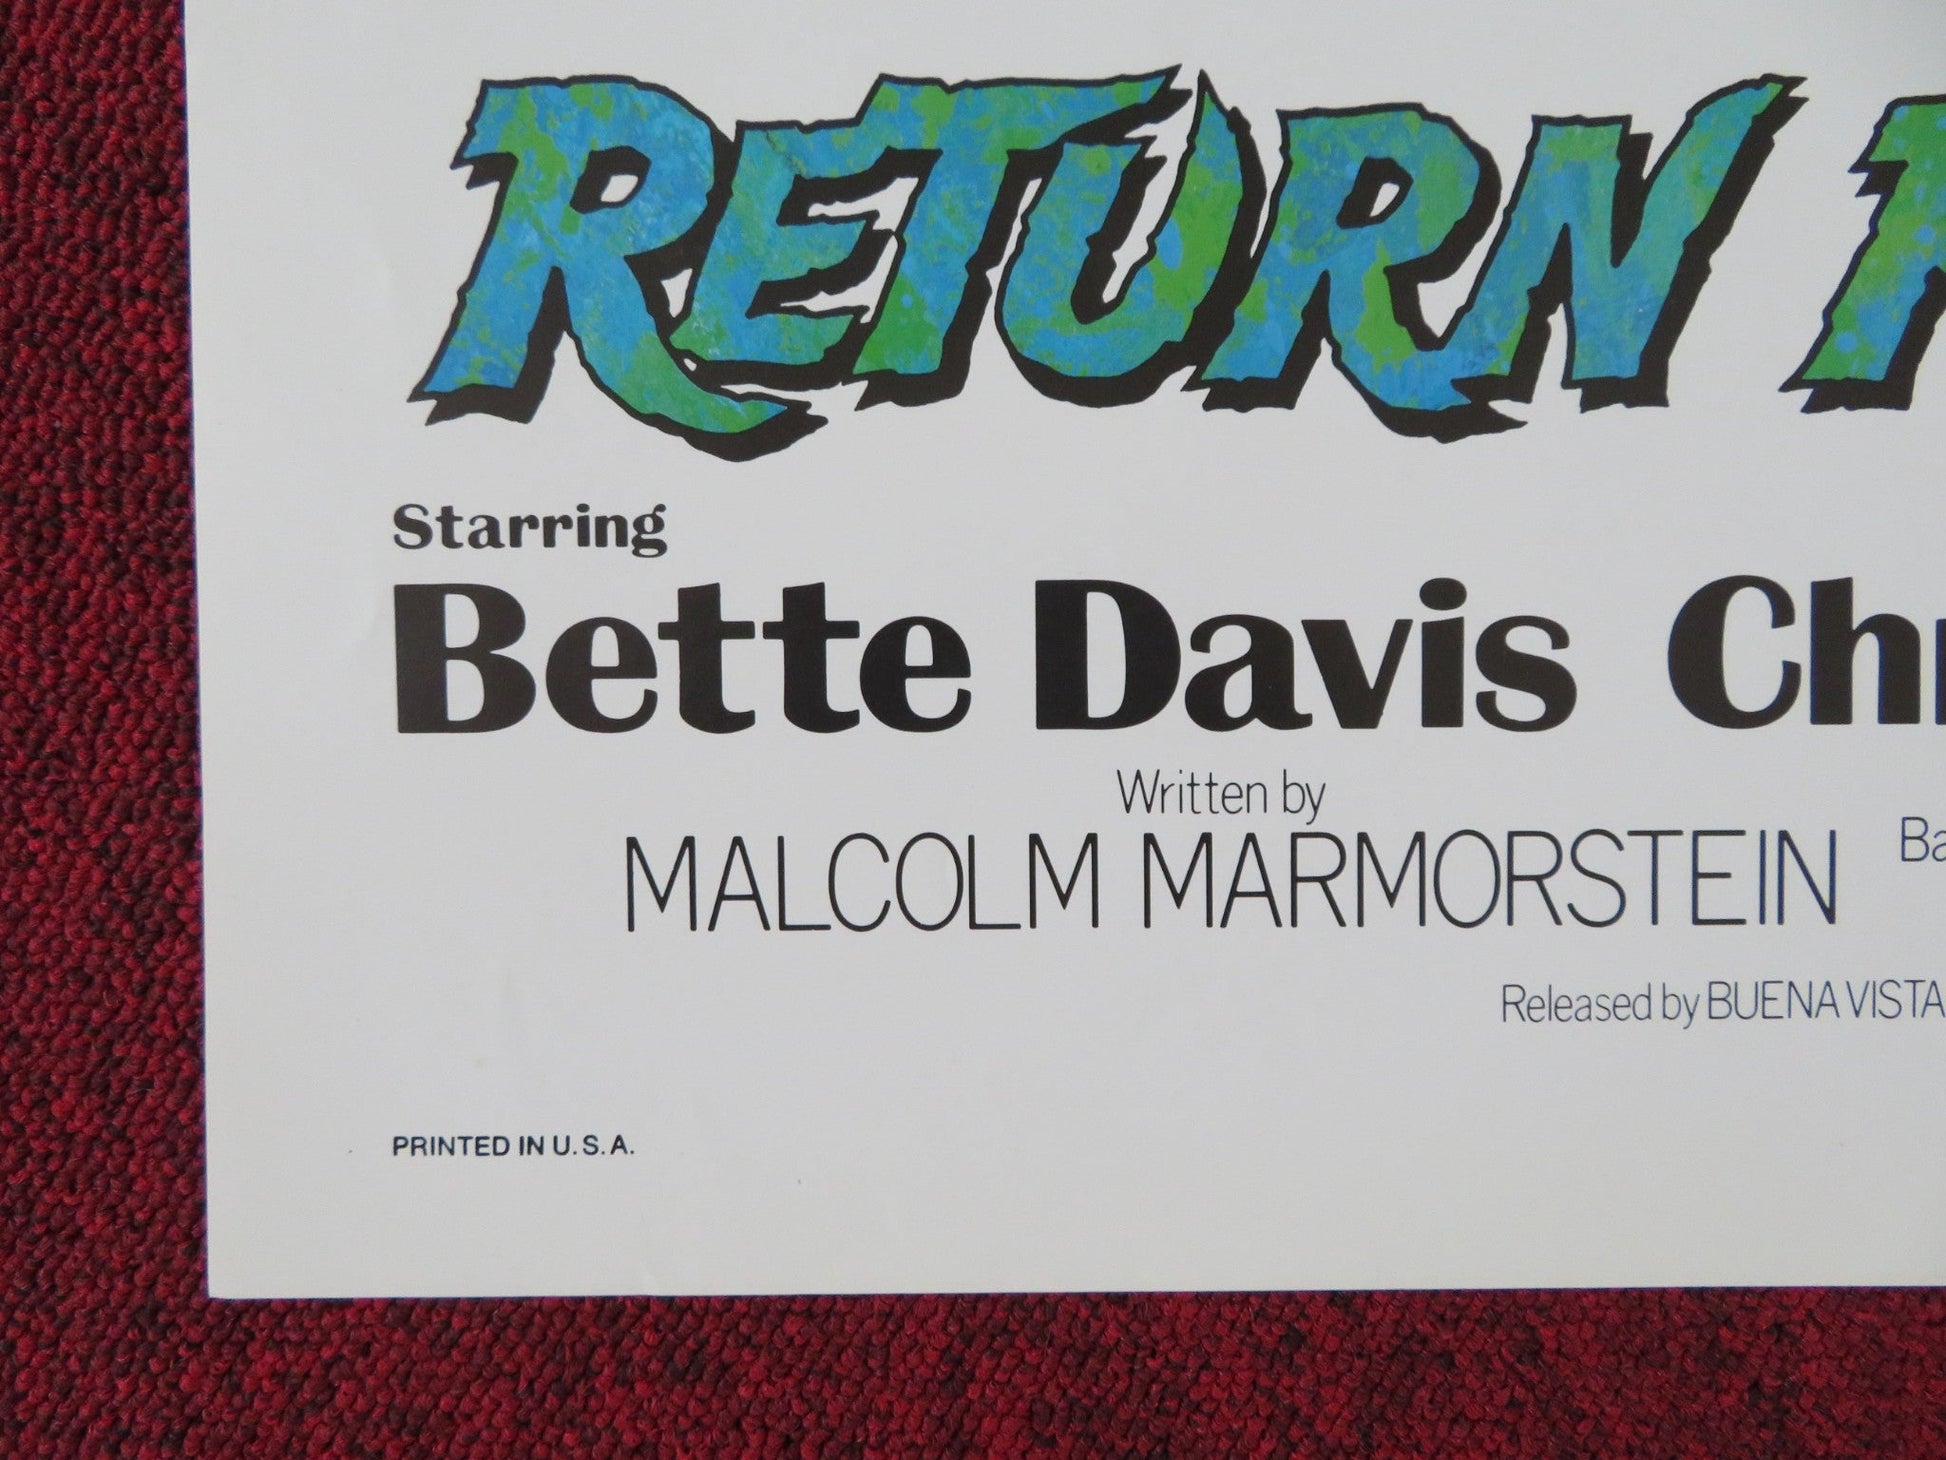 RETURN
Starring
Bette Davis
Written by
MALCOLM MARMORSTEIN
Released by BUENA VISTA
PRINTED IN U.S.A.